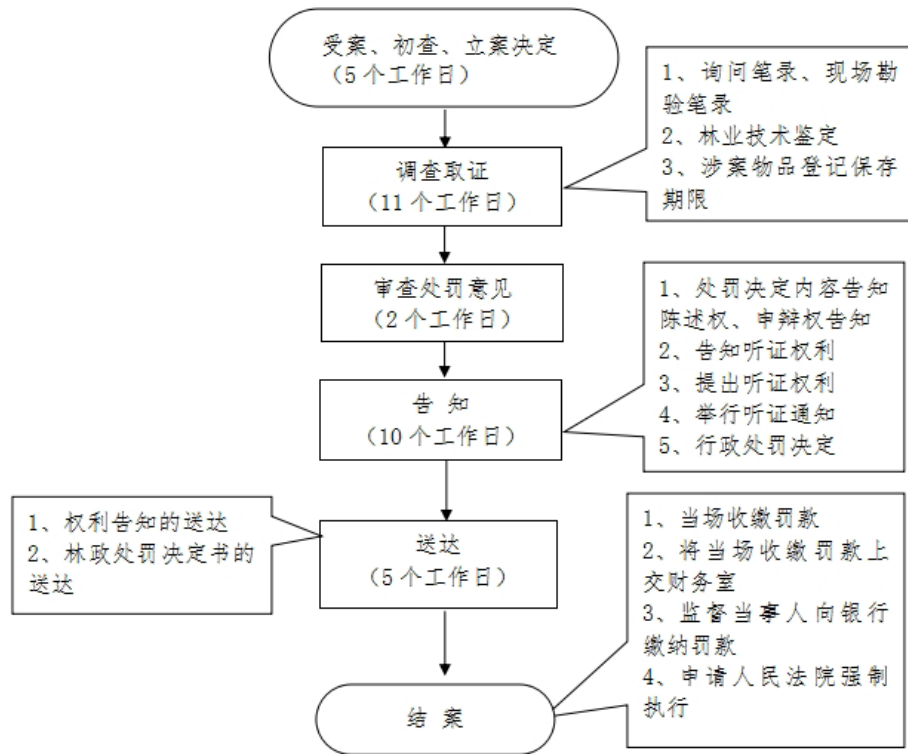 受案、初查、立案决定
（5 个工作日）
1、询问笔录、现场勘
验笔录
2、林业技术鉴定
3、涉案物品登记保存
期限
调查取证
（11 个工作日）
审查处罚意见
（2 个工作日）
1、处罚决定内容告知
陈述权、申辩权告知
2、告知听证权利
3、提出听证权利
4、举行听证通知
5、行政处罚决定
告 知
（10 个工作日）
1、权利告知的送达
2、林政处罚决定书的
送达
送达
（5 个工作日）
1、当场收缴罚款
2、将当场收缴罚款上
交财务室
3、监督当事人向银行
缴纳罚款
4、申请人民法院强制
执行
结 案